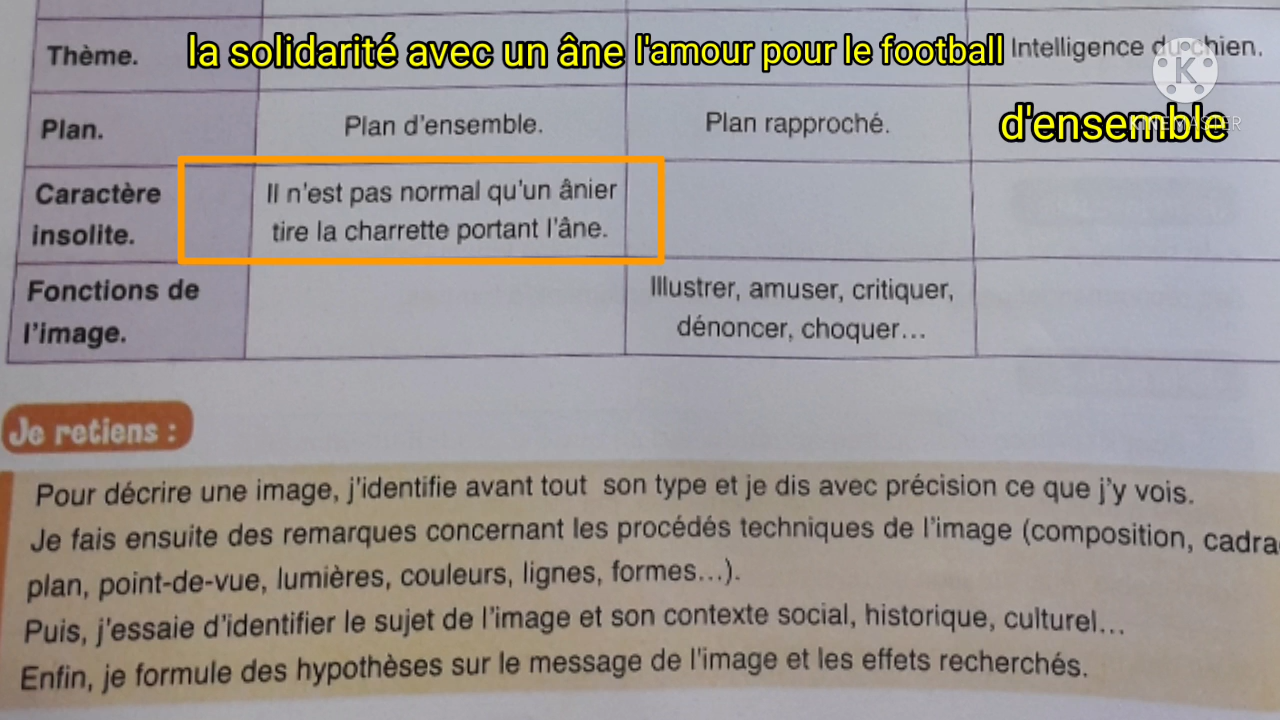 Thème. la solidarité avec un âne l'amour pour le football Intelligence du chien.
Plan. Plan d'ensemble. Plan rapproché. d'ensemble
KINEMASTER
Caractère Il n'est pas normal qu'un ânier
insolite. tire la charrette portant l'âne.
Fonctions de Illustrer, amuser, critiquer,
l'image. dénoncer, choquer...
Je retiens :
Pour décrire une image, j'identifie avant tout son type et je dis avec précision ce que j'y vois.
Je fais ensuite des remarques concernant les procédés techniques de l'image (composition, cadra
plan, point-de-vue, lumières, couleurs, lignes, formes...).
Puis, j'essaie d'identifier le sujet de l'image et son contexte social, historique, culturel...
Enfin, je formule des hypothèses sur le message de l'image et les effets recherchés.